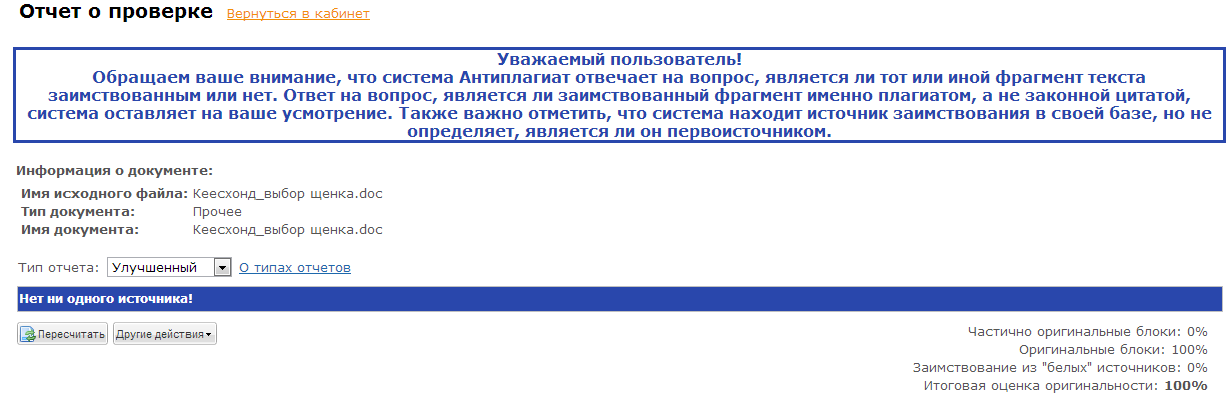 Отчет о проверке Вернуться в кабинет
Уважаемый пользователь!
Обращаем ваше внимание, что система Антиплагиат отвечает на вопрос, является ли тот или иной фрагмент текста
заимствованным или нет. Ответ на вопрос, является ли заимствованный фрагмент именно плагиатом, а не законной цитатой,
система оставляет на ваше усмотрение. Также важно отметить, что система находит источник заимствования в своей базе, но не
определяет, является ли он первоисточником.
Информация о документе:
Имя исходного файла: Кеесхонд_выбор щенка.doc
Тип документа: Прочее
Имя документа: Кеесхонд_выбор щенка.doc
Тип отчета: Улучшенный О типах отчетов
Нет ни одного источника!
Пересчитать Другие действия
Частично оригинальные блоки: 0%
Оригинальные блоки: 100%
Заимствование из "белых" источников: 0%
Итоговая оценка оригинальности: 100%